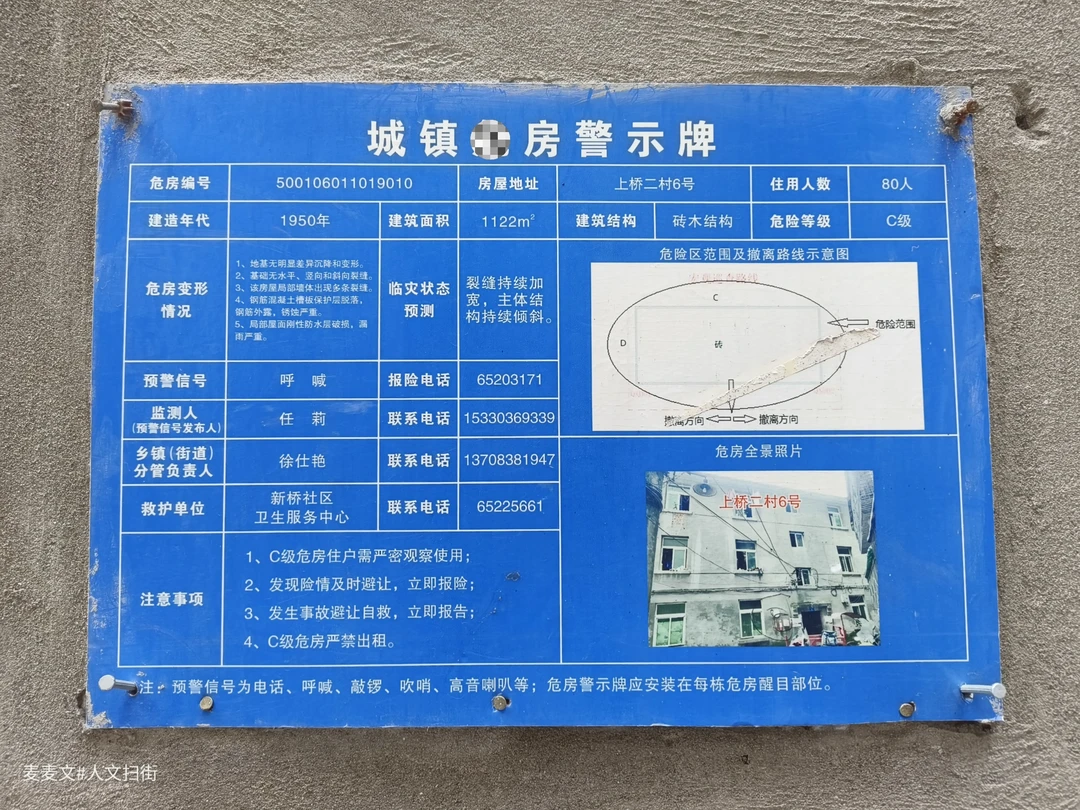 城镇 房警示牌
危房编号 500106011019010 房屋地址 上桥二村6号 住用人数 80人
建造年代 1950年 建筑面积 1122m² 建筑结构 砖木结构 危险等级 C级
危房变形
情况
1、地基无明显差异沉降和变形。
2、基础无水平、竖向和斜向裂缝。
3、该房屋局部墙体出现多条裂缝。
4、钢筋混凝土槽板保护层脱落，
钢筋外露，锈蚀严重。
5、局部屋面刚性防水层破损，漏
雨严重。
临灾状态
预测
裂缝持续加
宽，主体结
构持续倾斜。
危险区范围及撤离路线示意图
C
D
砖
危险范围
撤离方向
撤离方向
预警信号 呼 喊 报险电话 65203171
监测人
(预警信号发布人)
任 莉 联系电话 15330369339
乡镇(街道)
分管负责人
徐仕艳 联系电话 13708381947
救护单位
新桥社区
卫生服务中心
联系电话 65225661
危房全景照片
上桥二村6号
注意事项
1、C级危房住户需严密观察使用；
2、发现险情及时避让，立即报险；
3、发生事故避让自救，立即报告；
4、C级危房严禁出租。
注：预警信号为电话、呼喊、敲锣、吹哨、高音喇叭等；危房警示牌应安装在每栋危房醒目部位。
麦麦文#人文扫街